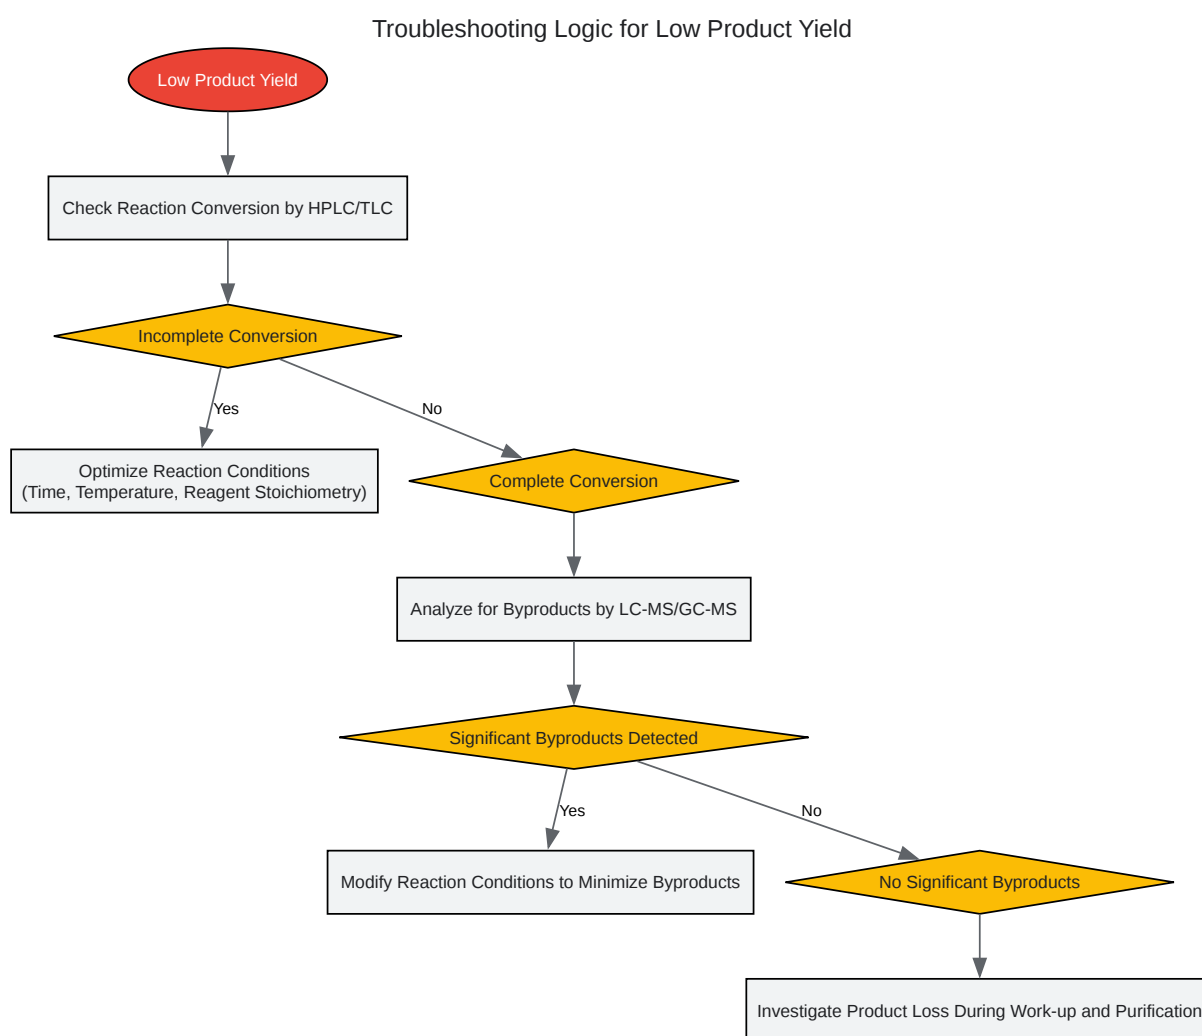 Troubleshooting Logic for Low Product Yield
Low Product Yield
Check Reaction Conversion by HPLC/TLC
Incomplete Conversion
Yes
No
Optimize Reaction Conditions
(Time, Temperature, Reagent Stoichiometry)
Complete Conversion
Analyze for Byproducts by LC-MS/GC-MS
Significant Byproducts Detected
Yes
No
Modify Reaction Conditions to Minimize Byproducts
No Significant Byproducts
Investigate Product Loss During Work-up and Purification